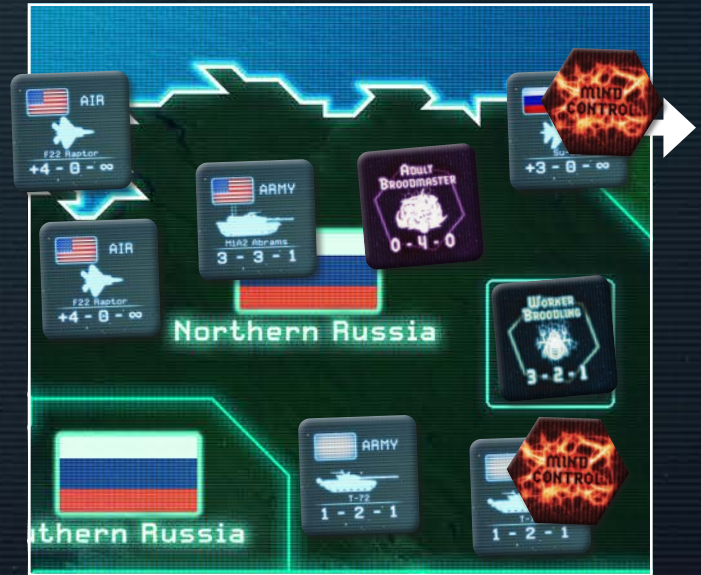 AIR
F22 Raptor
+4 - 0 - ∞
MIND
CONTROL
+3 - 0 - ∞
ARMY
M1A2 Abrams
3 - 3 - 1
ADULT
BROODMASTER
0 - 4 - 0
AIR
F22 Raptor
+4 - 0 - ∞
Northern Russia
WORKER
BROODLING
3 - 2 - 1
ARMY
T-72
1 - 2 - 1
MIND
CONTROL
1 - 2 - 1
uthern Russia